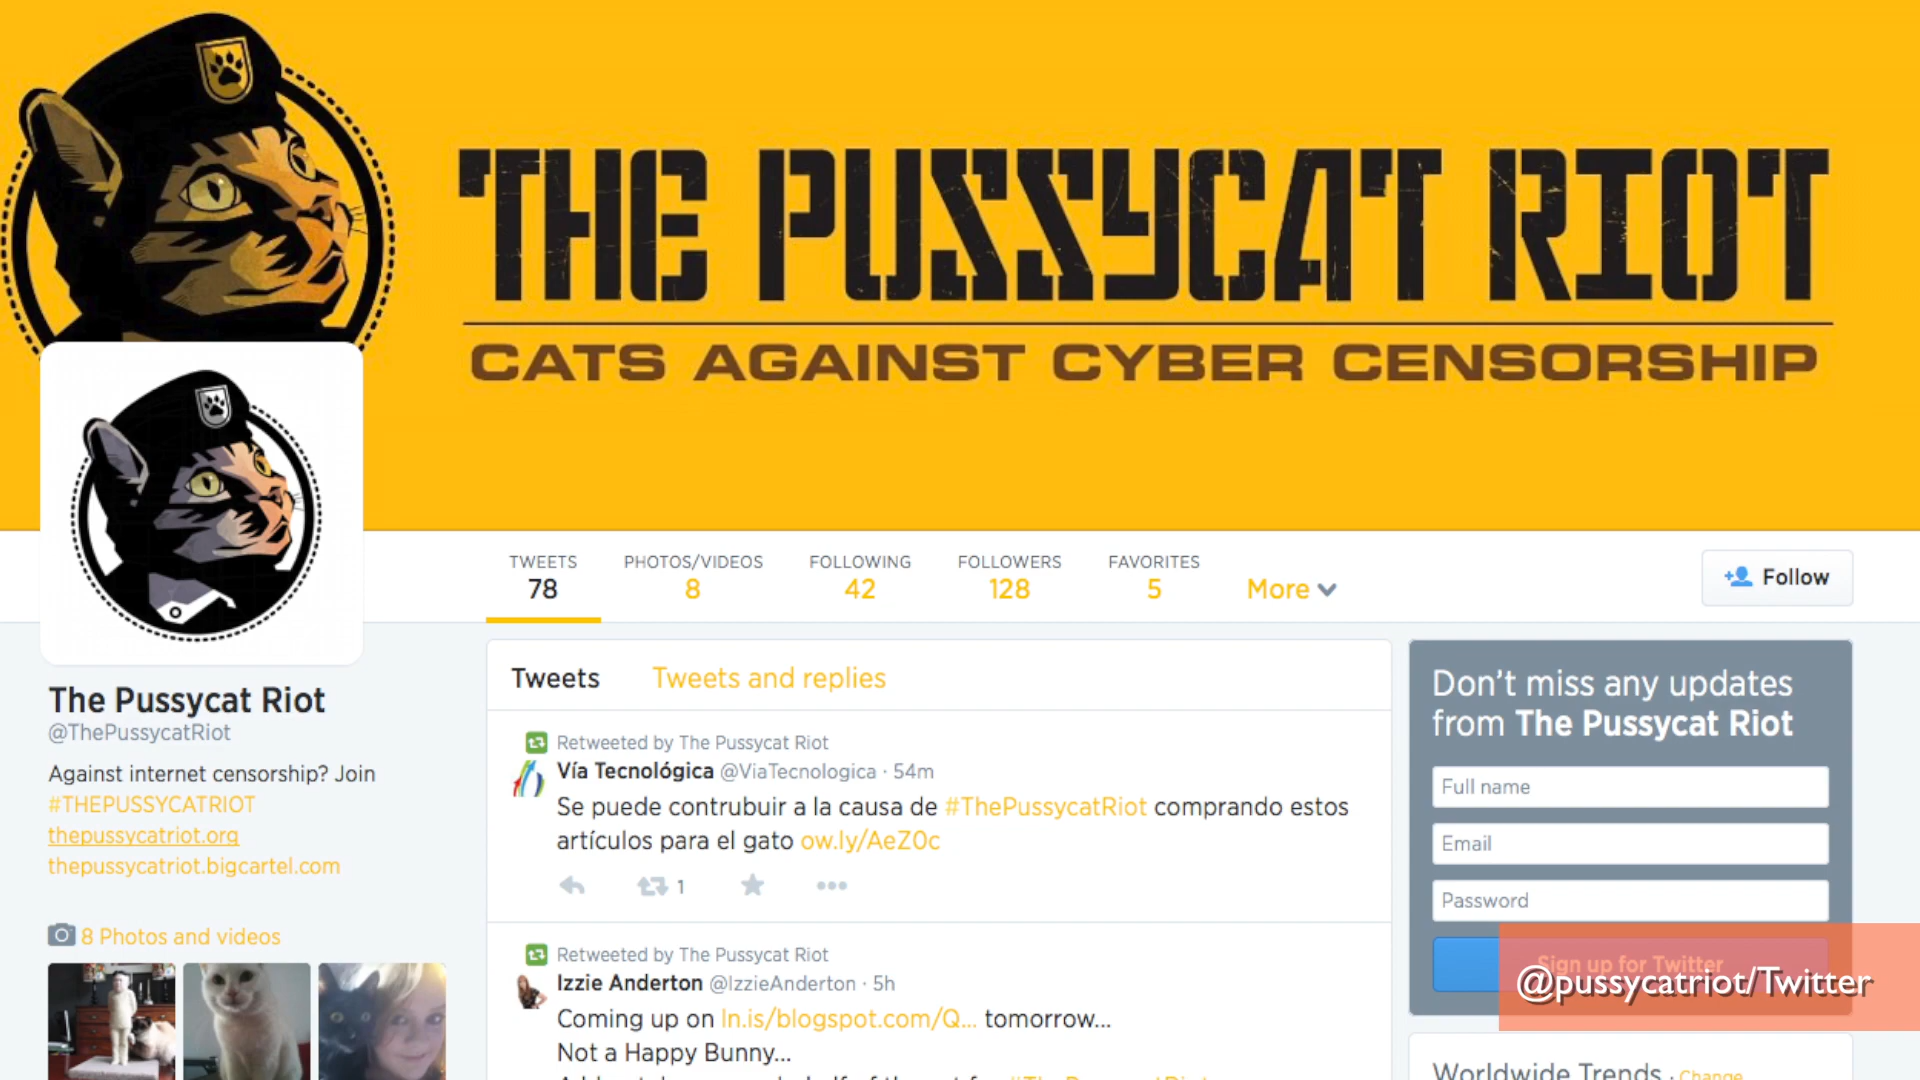 THE PUSSYCAT RIOT
CATS AGAINST CYBER CENSORSHIP
TWEETS
78
PHOTOS/VIDEOS
8
FOLLOWING
42
FOLLOWERS
128
FAVORITES
5
More
Follow
The Pussycat Riot
@ThePussycatRiot
Against internet censorship? Join
#THEPUSSYCATRIOT
thepussycatriot.org
thepussycatriot.bigcartel.com
8 Photos and videos
Tweets Tweets and replies
Retweeted by The Pussycat Riot
Vía Tecnológica @ViaTecnologica · 54m
Se puede contrubuir a la causa de #ThePussycatRiot comprando estos
artículos para el gato ow.ly/AeZ0c
1
Retweeted by The Pussycat Riot
Izzie Anderton @IzzieAnderton · 5h
Coming up on ln.is/blogspot.com/Q... tomorrow...
Not a Happy Bunny...
Don't miss any updates
from The Pussycat Riot
Full name
Email
Password
Sign up for Twitter
@pussycatriot/Twitter
Worldwide Trends · Change